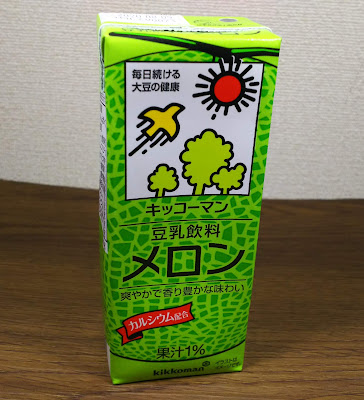 毎日続ける
大豆の健康
キッコーマン
豆乳飲料
メロン
爽やかで香り豊かな味わい
カルシウム配合
果汁1%
kikkoman